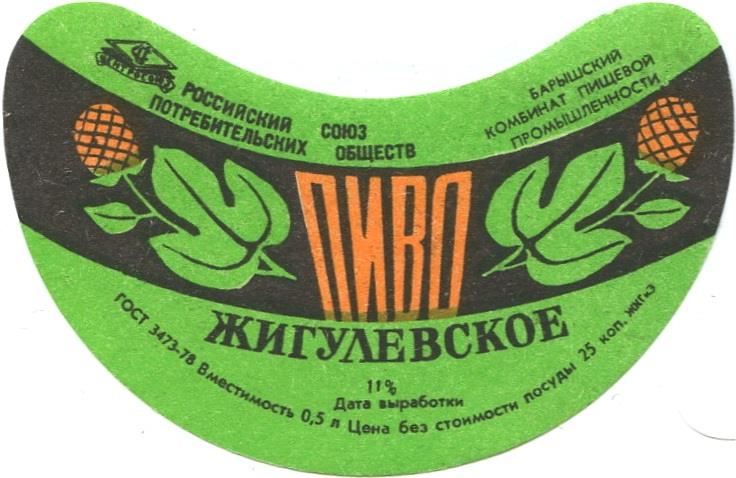 ЦЕНТРОСОЮЗ
РОССИЙСКИЙ СОЮЗ
ПОТРЕБИТЕЛЬСКИХ ОБЩЕСТВ
БАРЫШСКИЙ
КОМБИНАТ ПИЩЕВОЙ
ПРОМЫШЛЕННОСТИ
ПИВО
ЖИГУЛЕВСКОЕ
11%
Дата выработки
ГОСТ 3473-78 Вместимость 0,5 л Цена без стоимости посуды 25 коп.